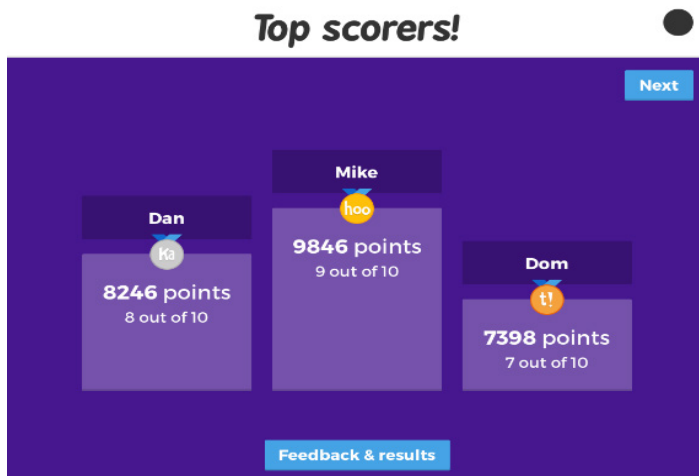 Top scorers!
Next
Mike
hoo
9846 points
9 out of 10
Dan
Ka
8246 points
8 out of 10
Dom
t!
7398 points
7 out of 10
Feedback & results